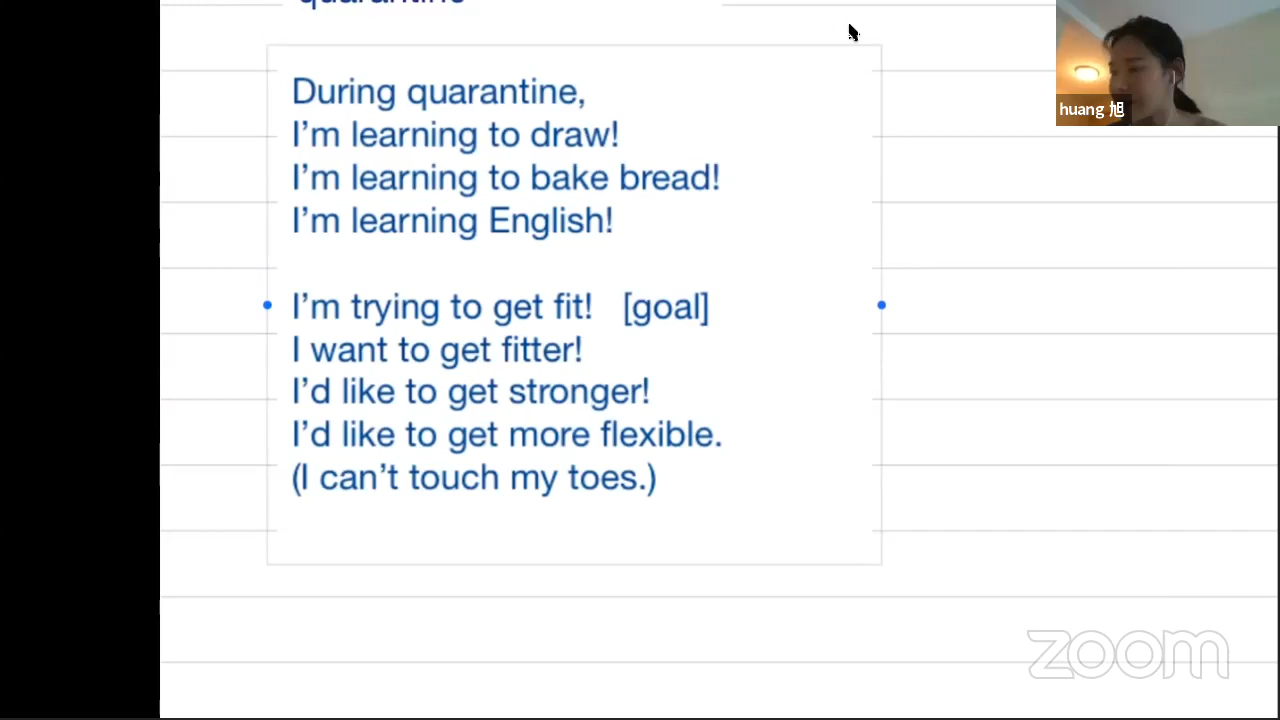 quarantine
huang 旭
During quarantine,
I'm learning to draw!
I'm learning to bake bread!
I'm learning English!
I'm trying to get fit! [goal]
I want to get fitter!
I'd like to get stronger!
I'd like to get more flexible.
(I can't touch my toes.)
zoom